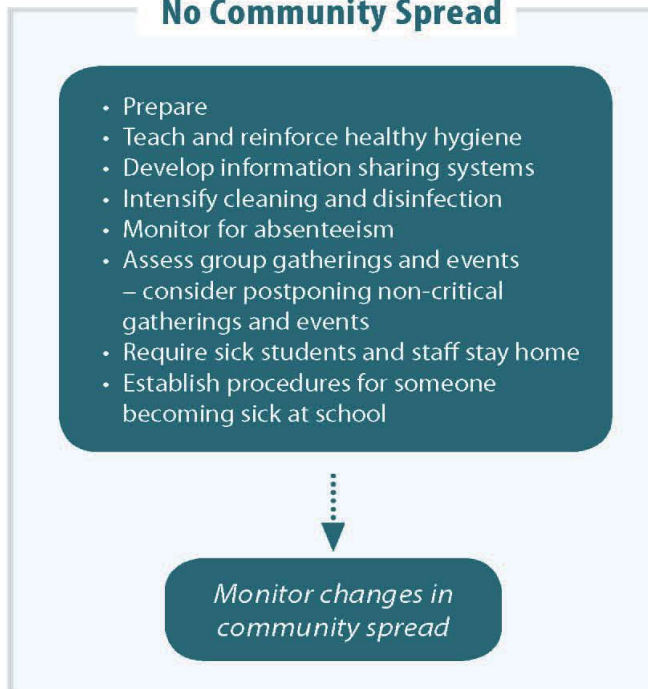 No Community Spread
• Prepare
• Teach and reinforce healthy hygiene
• Develop information sharing systems
• Intensify cleaning and disinfection
• Monitor for absenteeism
• Assess group gatherings and events
– consider postponing non-critical
gatherings and events
• Require sick students and staff stay home
• Establish procedures for someone
becoming sick at school
Monitor changes in
community spread